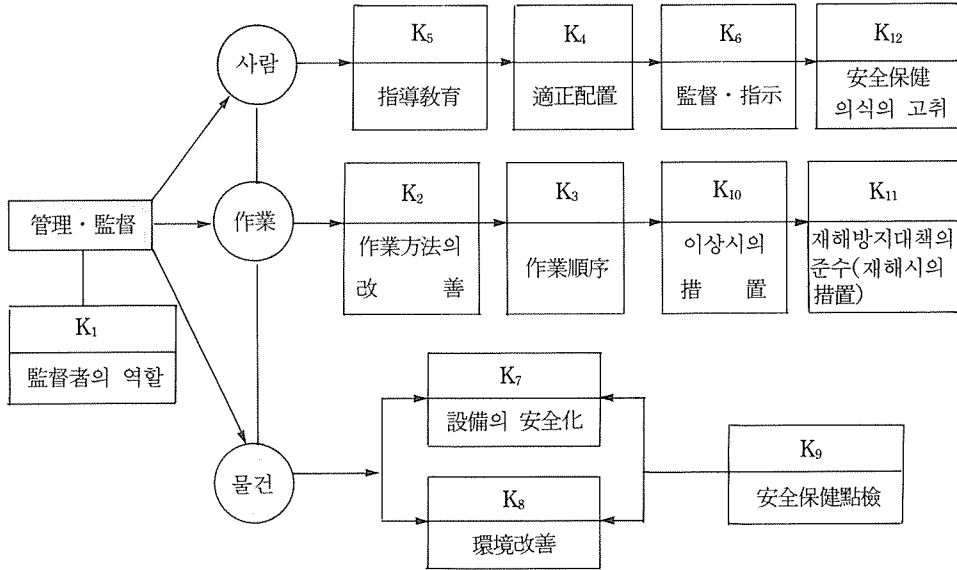 사람
K₅
指導敎育
K₄
適正配置
K₆
監督・指示
K₁₂
安全保健
의식의 고취
管理・監督
K₁
監督者의 역할
作業
K₂
作業方法의
改 善
K₃
作業順序
K₁₀
이상시의
措 置
K₁₁
재해방지대책의
준수(재해시의
措置)
물건
K₇
設備의 安全化
K₈
環境改善
K₉
安全保健點檢